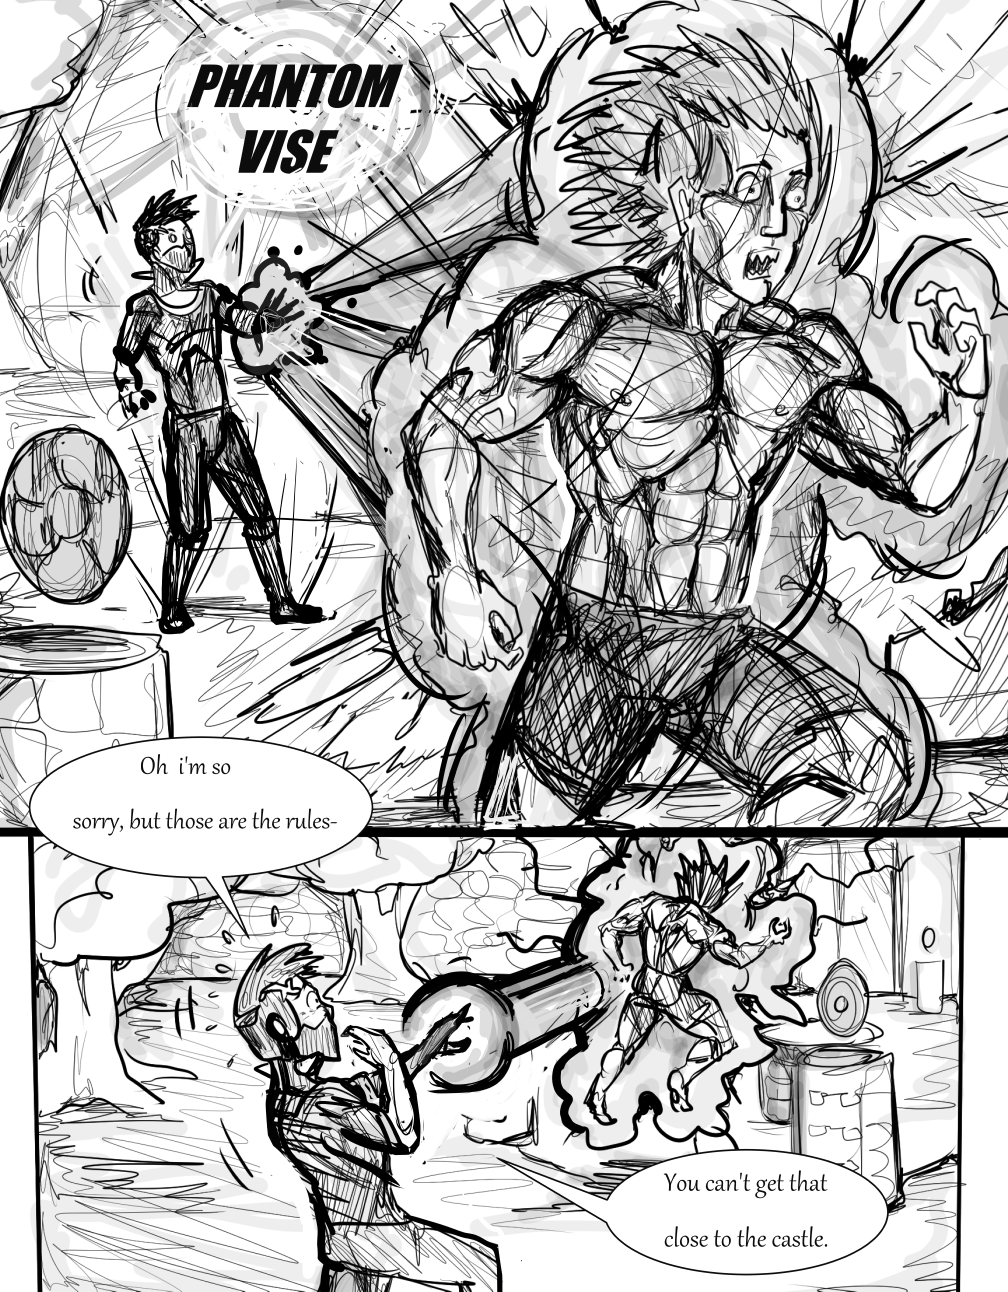 PHANTOM
VISE
Oh i'm so
sorry, but those are the rules-
You can't get that
close to the castle.